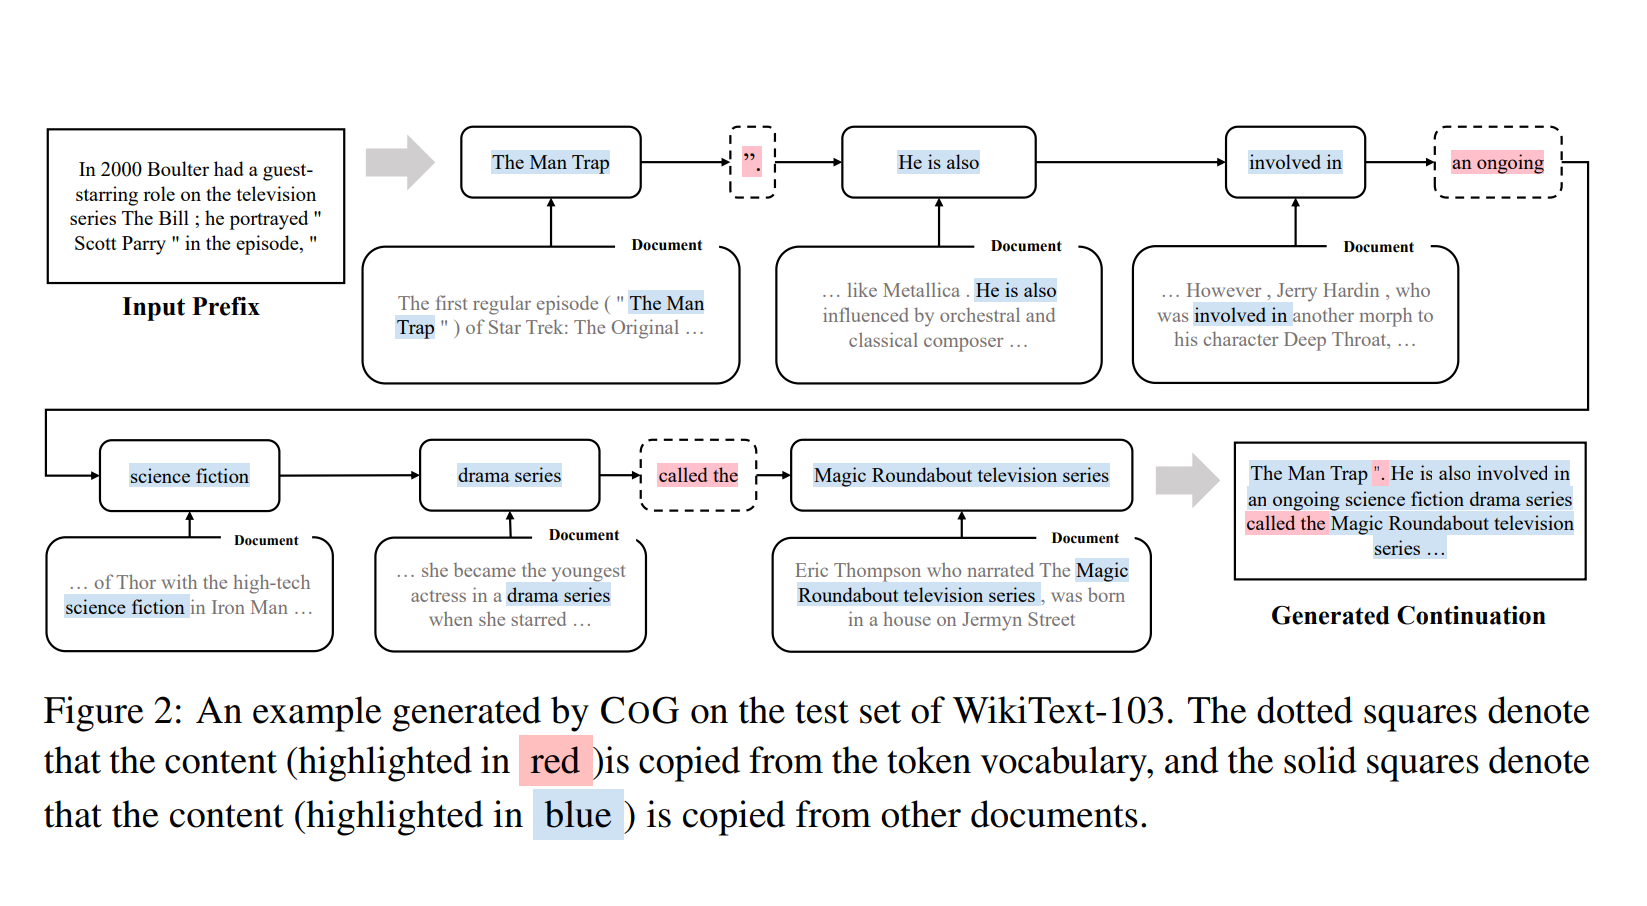 In 2000 Boulter had a guest-
starring role on the television
series The Bill ; he portrayed "
Scott Parry " in the episode, "
Input Prefix
The Man Trap
”.
He is also
involved in
an ongoing
Document
The first regular episode ( " The Man
Trap " ) of Star Trek: The Original …
Document
… like Metallica . He is also
influenced by orchestral and
classical composer …
Document
… However , Jerry Hardin , who
was involved in another morph to
his character Deep Throat, …
science fiction
drama series
called the
Magic Roundabout television series
Document
… of Thor with the high-tech
science fiction in Iron Man …
Document
… she became the youngest
actress in a drama series
when she starred …
Document
Eric Thompson who narrated The Magic
Roundabout television series , was born
in a house on Jermyn Street
The Man Trap ". He is also involved in
an ongoing science fiction drama series
called the Magic Roundabout television
series …
Generated Continuation
Figure 2: An example generated by COG on the test set of WikiText-103. The dotted squares denote
that the content (highlighted in red )is copied from the token vocabulary, and the solid squares denote
that the content (highlighted in blue ) is copied from other documents.